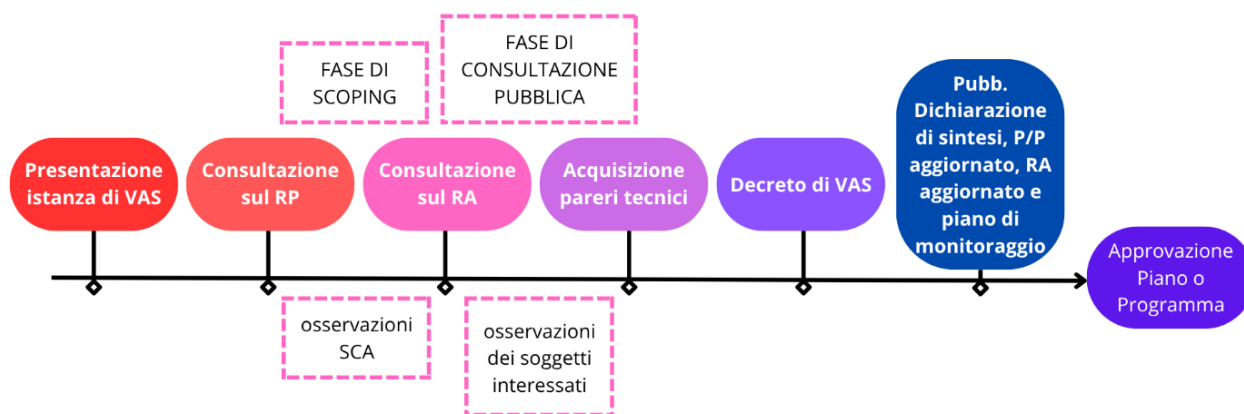 FASE DI
SCOPING
FASE DI
CONSULTAZIONE
PUBBLICA
Presentazione
istanza di VAS
Consultazione
sul RP
Consultazione
sul RA
Acquisizione
pareri tecnici
Decreto di VAS
Pubb.
Dichiarazione
di sintesi, P/P
aggiornato, RA
aggiornato e
piano di
monitoraggio
Approvazione
Piano o
Programma
osservazioni
SCA
osservazioni
dei soggetti
interessati